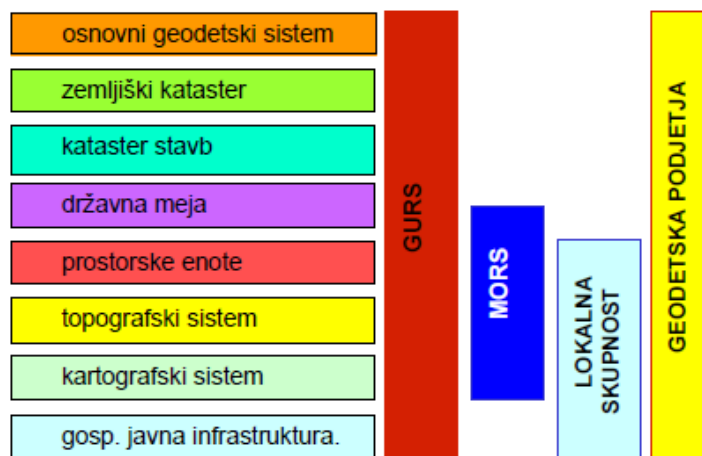 osnovni geodetski sistem
zemljiški kataster
kataster stavb
državna meja
prostorske enote
topografski sistem
kartografski sistem
gosp. javna infrastruktura.
GURS
MORS
LOKALNA
SKUPNOST
GEODETSKA PODJETJA